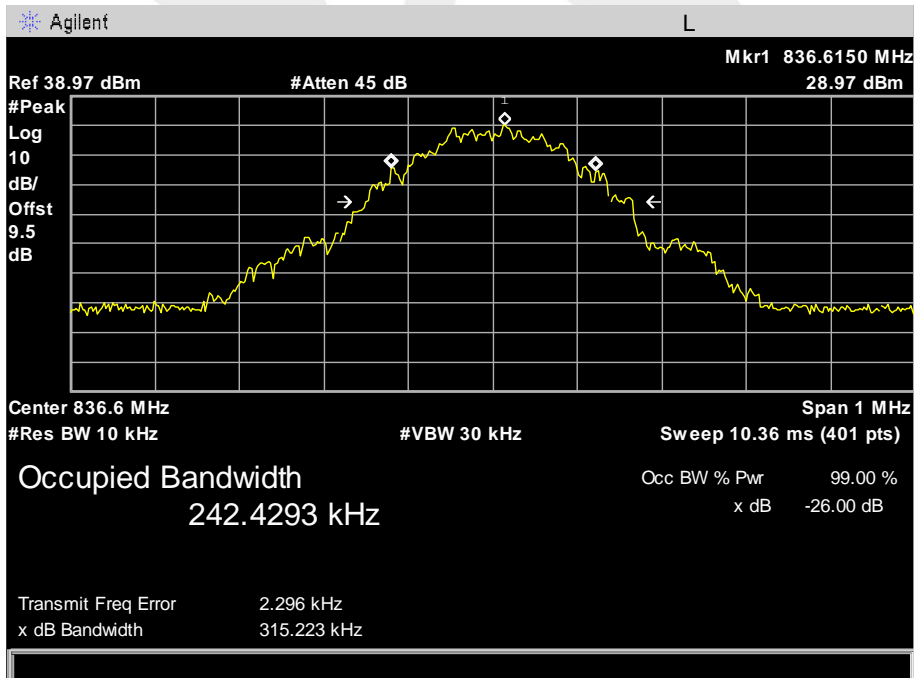 Agilent L
Mkr1 836.6150 MHz
Ref 38.97 dBm #Atten 45 dB 28.97 dBm
#Peak
1
Log
10
dB/
Offst
9.5
dB
Center 836.6 MHz Span 1 MHz
#Res BW 10 kHz #VBW 30 kHz Sweep 10.36 ms (401 pts)
Occupied Bandwidth Occ BW % Pwr 99.00 %
242.4293 kHz x dB -26.00 dB
Transmit Freq Error 2.296 kHz
x dB Bandwidth 315.223 kHz